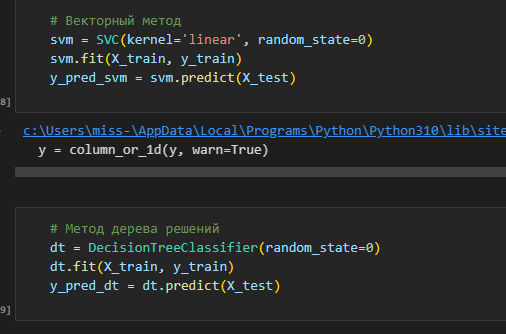 # Векторный метод
svm = SVC(kernel='linear', random_state=0)
svm.fit(X_train, y_train)
y_pred_svm = svm.predict(X_test)
8]
c:\Users\miss-\AppData\Local\Programs\Python\Python310\lib\site
y = column_or_1d(y, warn=True)
# Метод дерева решений
dt = DecisionTreeClassifier(random_state=0)
dt.fit(X_train, y_train)
y_pred_dt = dt.predict(X_test)
9]